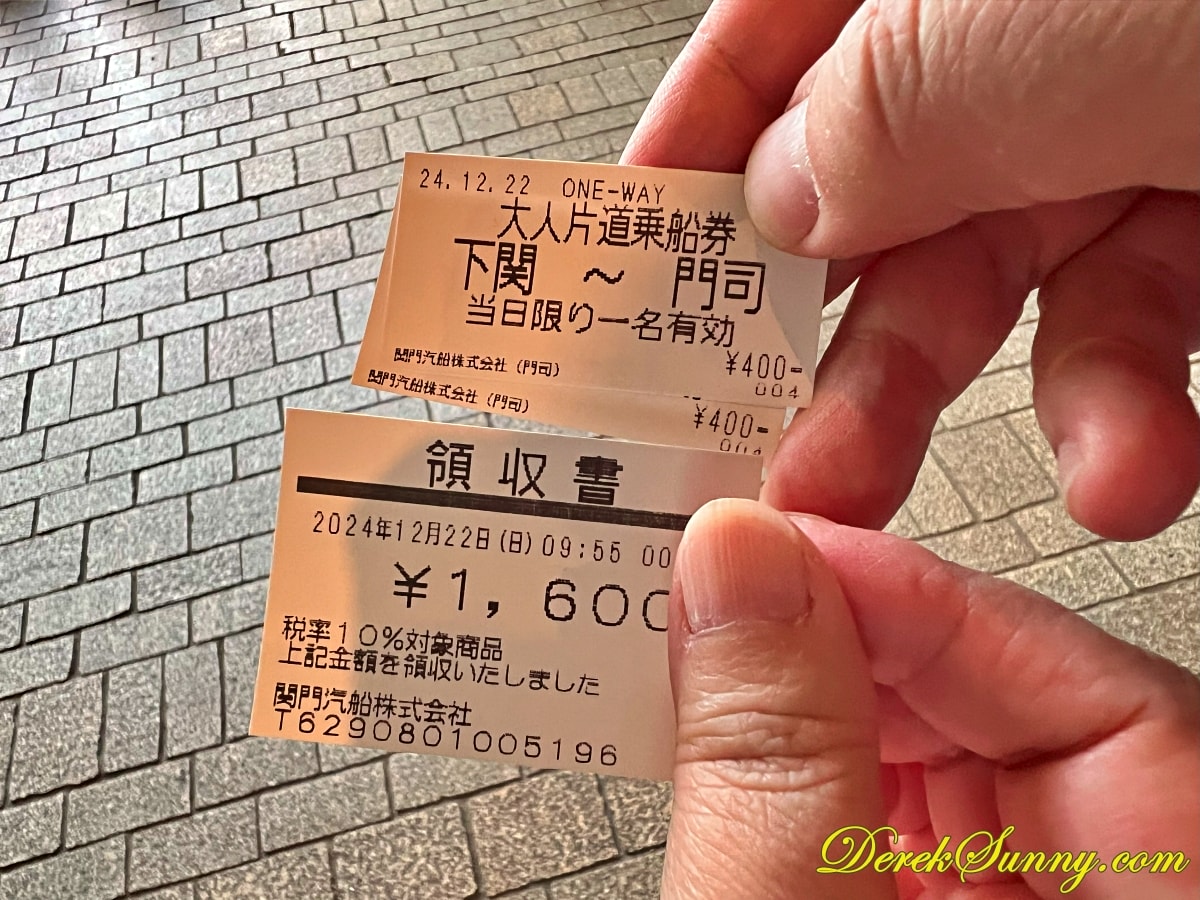 24.12.22 ONE-WAY
大人片道乗船券
下関 ～ 門司
当日限り一名有効
¥400-
関門汽船株式会社（門司）
004
関門汽船株式会社（門司）
¥400-
領収書
2024年12月22日(日)09:55 00
¥1,600
税率10%対象商品
上記金額を領収いたしました
関門汽船株式会社
T6290801005196
DerekSunny.com